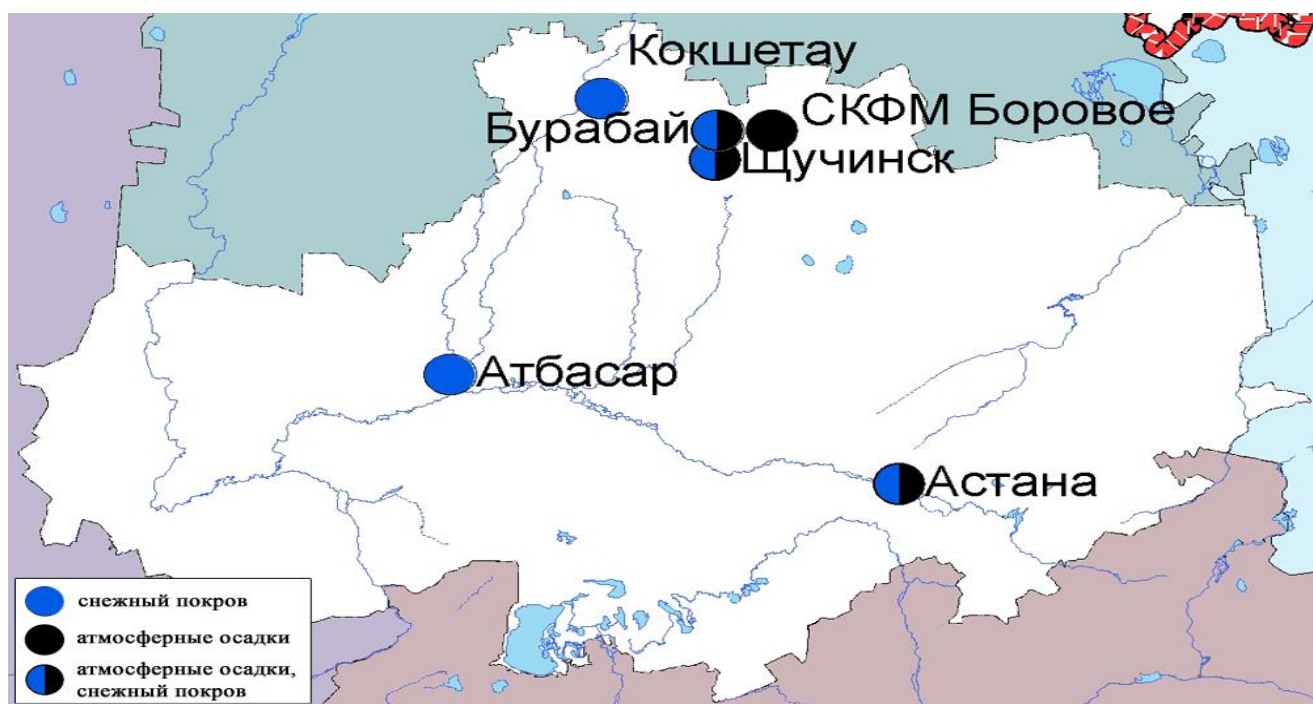 Кокшетау
СКФМ Боровое
Бурабай
Щучинск
Атбасар
Астана
снежный покров
атмосферные осадки
атмосферные осадки,
снежный покров